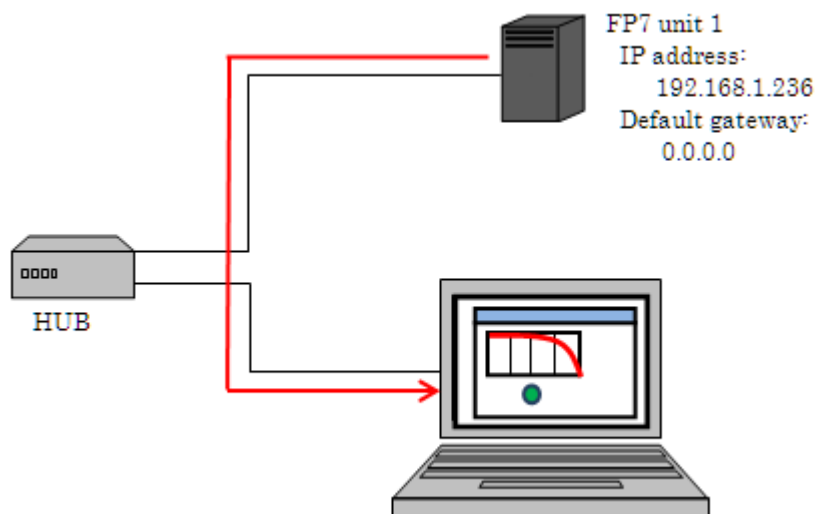 FP7 unit 1
IP address:
192.168.1.236
Default gateway:
0.0.0.0
HUB